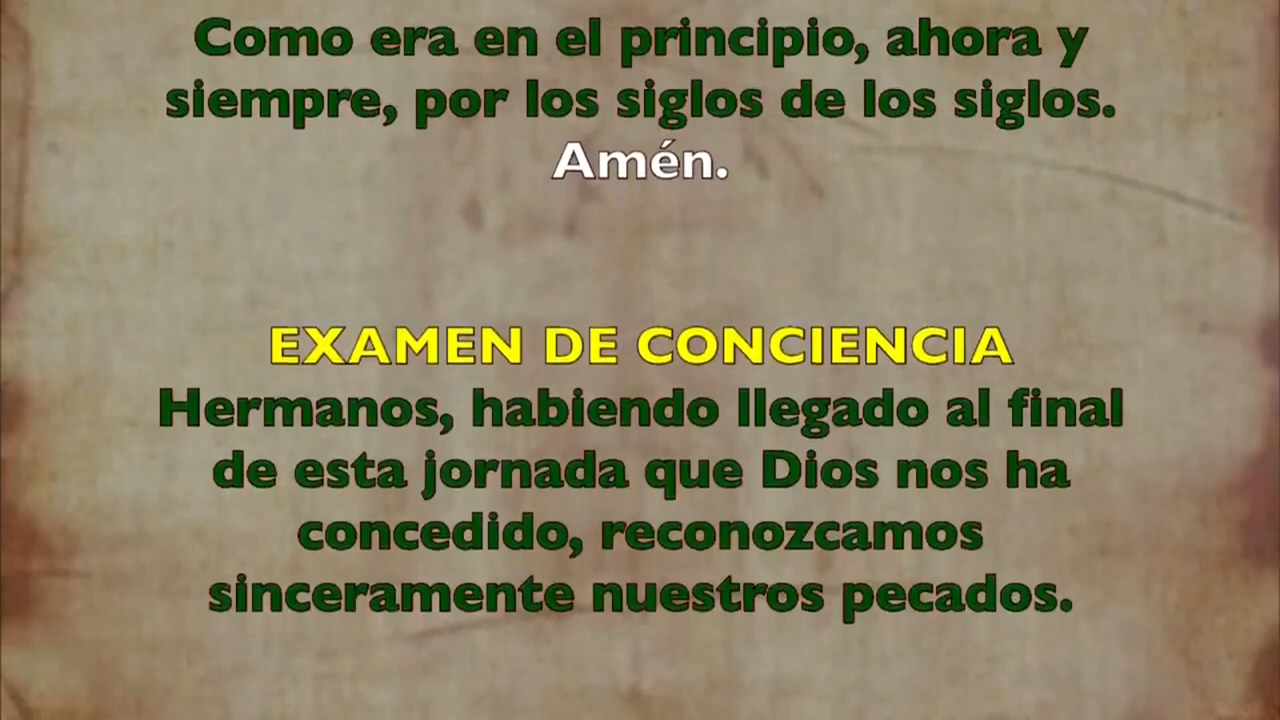 Como era en el principio, ahora y
siempre, por los siglos de los siglos.
Amén.
EXAMEN DE CONCIENCIA
Hermanos, habiendo llegado al final
de esta jornada que Dios nos ha
concedido, reconozcamos
sinceramente nuestros pecados.